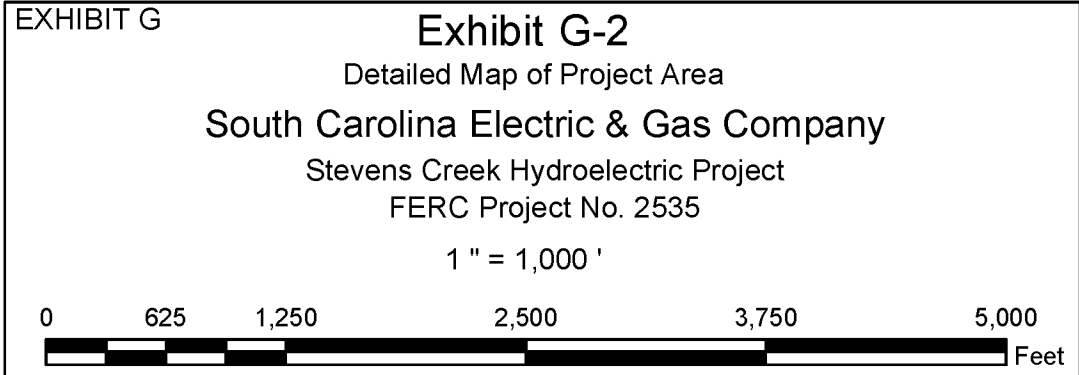 EXHIBIT G
Exhibit G-2
Detailed Map of Project Area
South Carolina Electric & Gas Company
Stevens Creek Hydroelectric Project
FERC Project No. 2535
1 " = 1,000 '
0 625 1,250 2,500 3,750 5,000
Feet